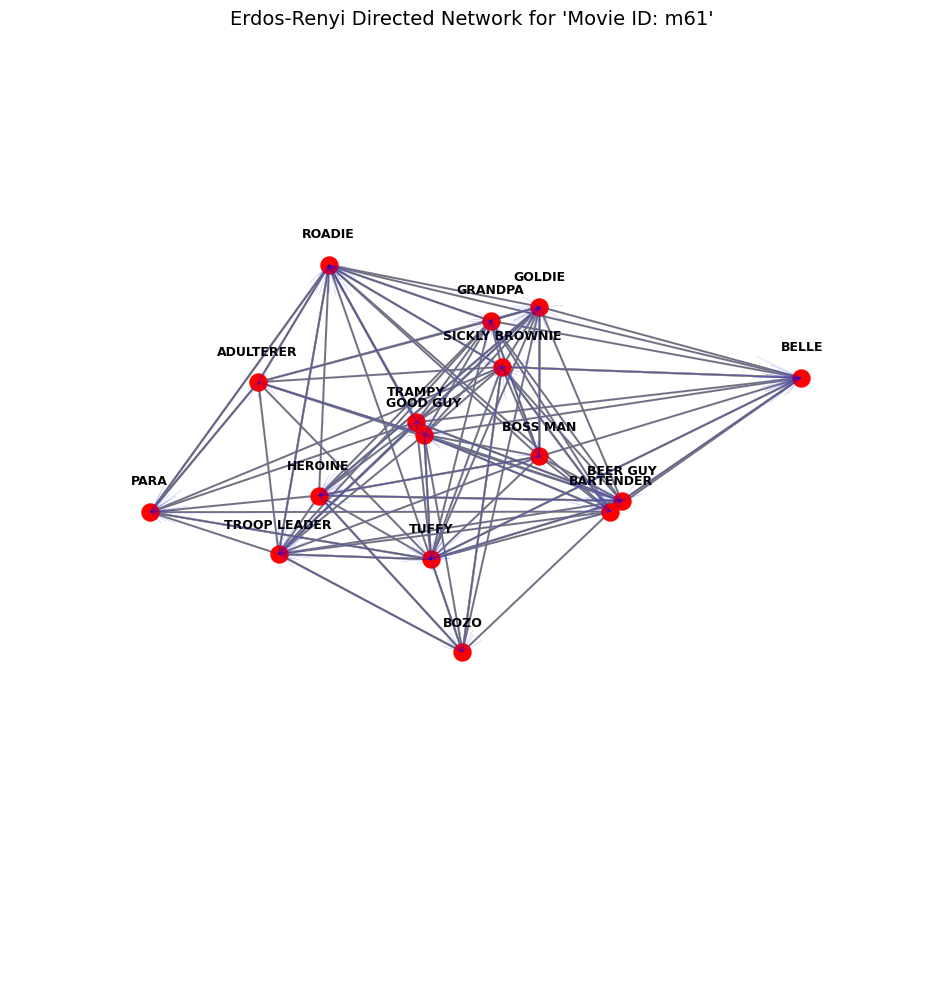 Erdos-Renyi Directed Network for 'Movie ID: m61'
ROADIE
GOLDIE
GRANDPA
SICKLY BROWNIE
BELLE
ADULTERER
TRAMPY
GOOD GUY
BOSS MAN
HEROINE
BEER GUY
BARTENDER
PARA
TROOP LEADER
TUFFY
BOZO